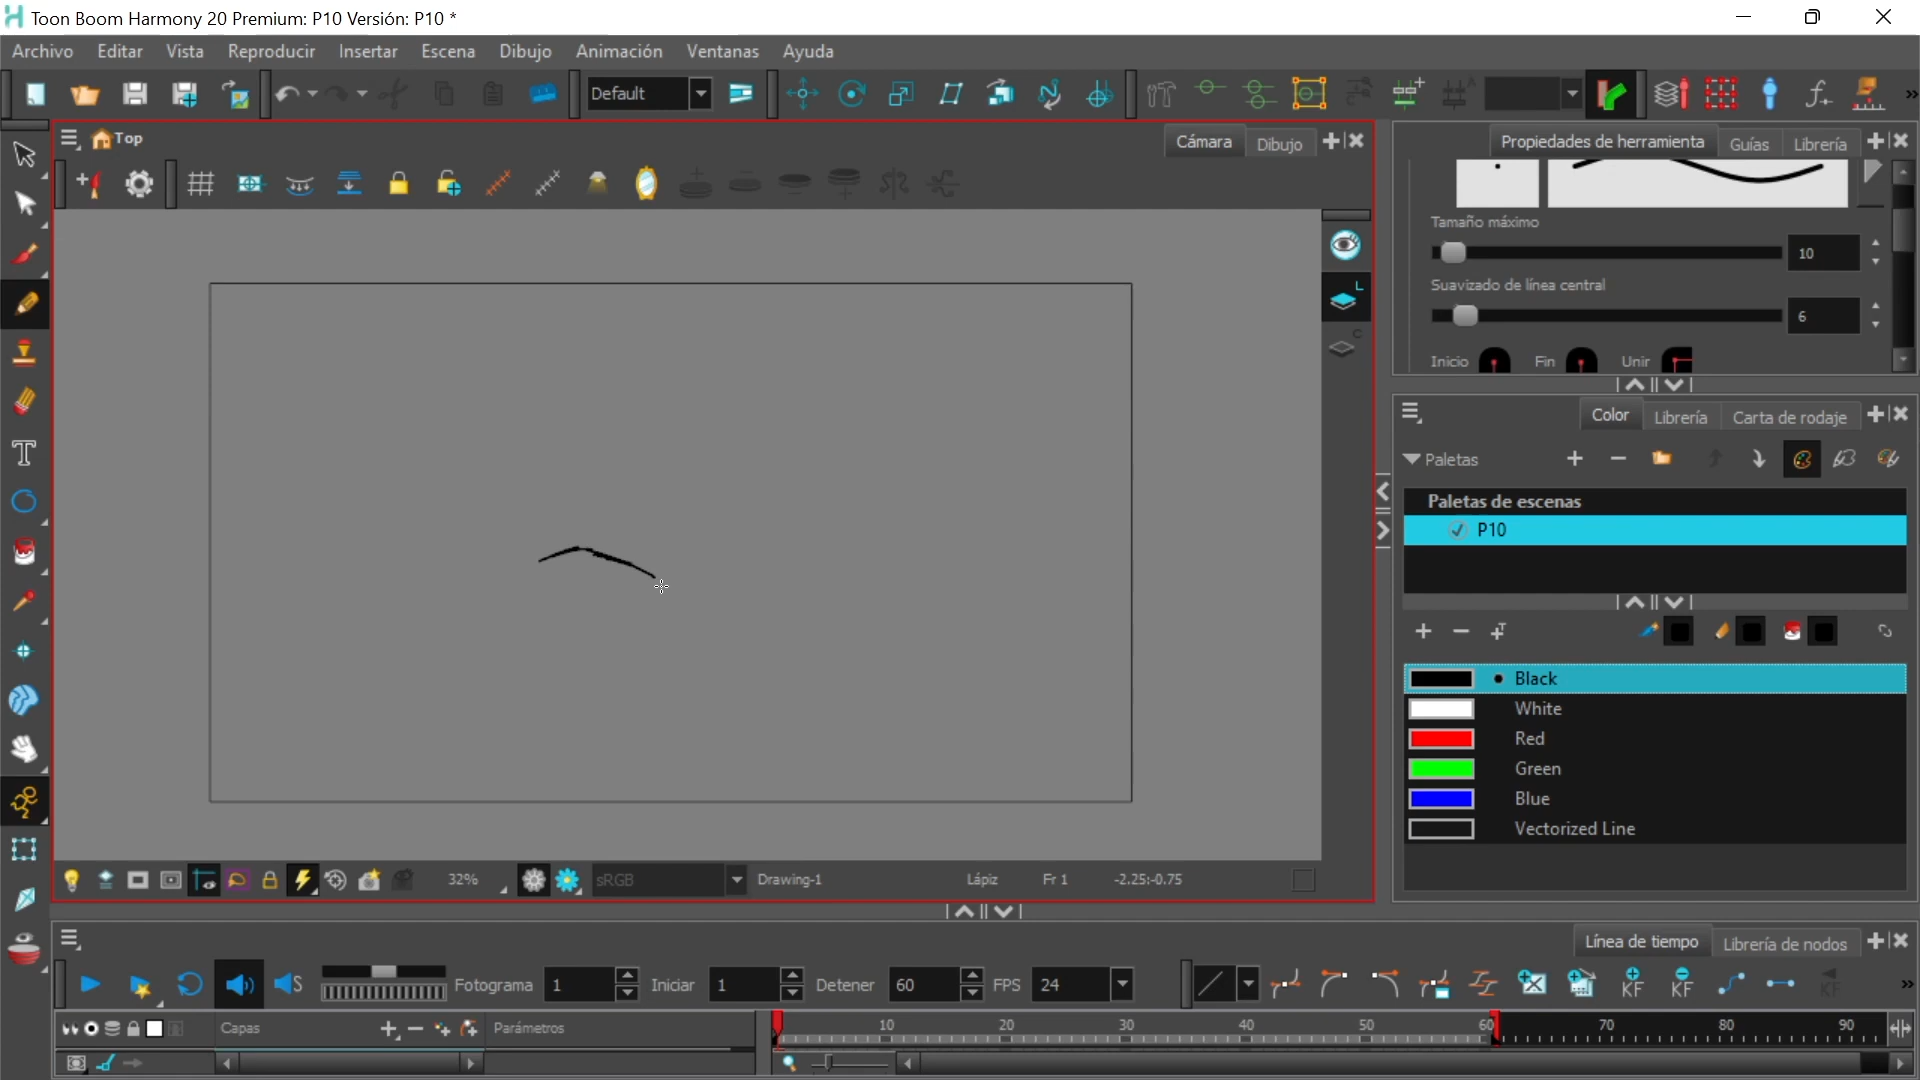 Toon Boom Harmony 20 Premium: P10 Versión: P10 *
Archivo Editar Vista Reproducir Insertar Escena Dibujo Animación Ventanas Ayuda
Default
Top Cámara Dibujo
Propiedades de herramienta Guías Librería
Tamaño máximo
10
Suavizado de línea central
6
Inicio Fin Unir
Color Librería Carta de rodaje
Paletas
Paletas de escenas
P10
Black
White
Red
Green
Blue
Vectorized Line
32% sRGB Drawing-1 Lápiz Fr 1 -2.25:-0.75
Línea de tiempo Librería de nodos
Fotograma 1 Iniciar 1 Detener 60 FPS 24
KF KF KF
Capas Parámetros 10 20 30 40 50 60 70 80 90